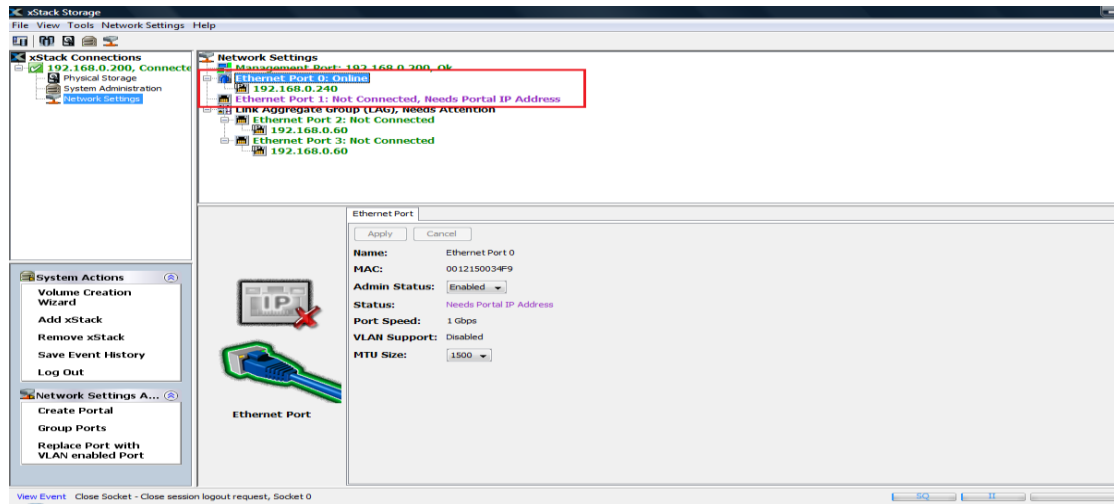 xStack Storage
File View Tools Network Settings Help
xStack Connections
192.168.0.200, Connecte
Physical Storage
System Administration
Network Settings
Network Settings
Management Port: 192.168.0.200, Ok
Ethernet Port 0: Online
192.168.0.240
Ethernet Port 1: Not Connected, Needs Portal IP Address
Link Aggregate Group (LAG), Needs Attention
Ethernet Port 2: Not Connected
192.168.0.60
Ethernet Port 3: Not Connected
192.168.0.60
System Actions
Volume Creation
Wizard
Add xStack
Remove xStack
Save Event History
Log Out
Network Settings A...
Create Portal
Group Ports
Replace Port with
VLAN enabled Port
IP
Ethernet Port
Ethernet Port
Apply Cancel
Name: Ethernet Port 0
MAC: 0012150034F9
Admin Status: Enabled
Status: Needs Portal IP Address
Port Speed: 1 Gbps
VLAN Support: Disabled
MTU Size: 1500
View Event Close Socket - Close session logout request, Socket 0
SQ II